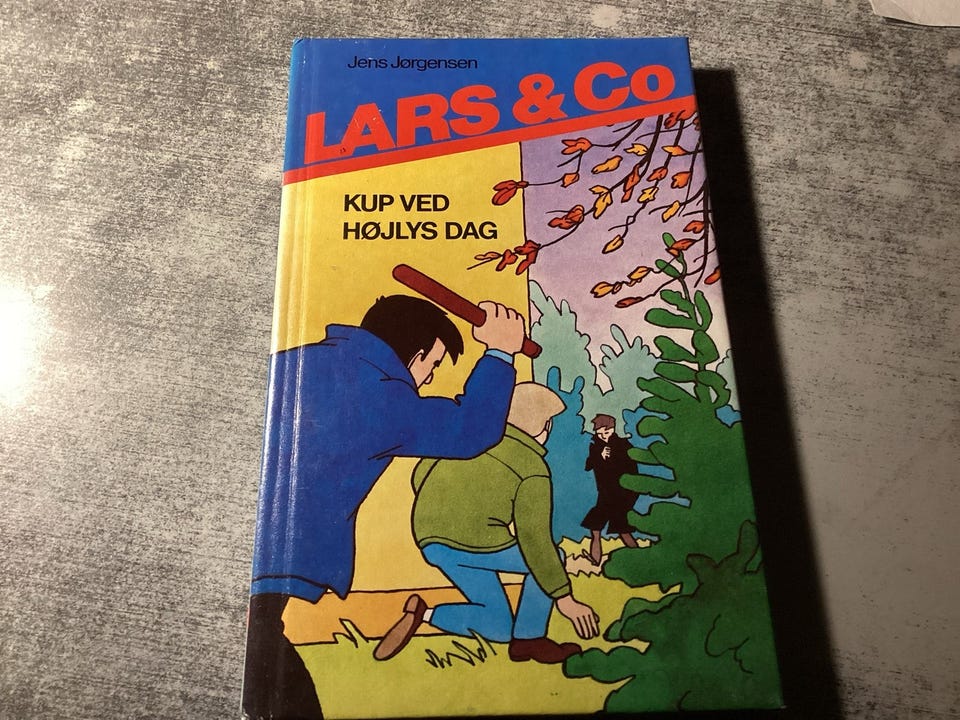 Jens Jørgensen
LARS & Co
KUP VED
HØJLYS DAG